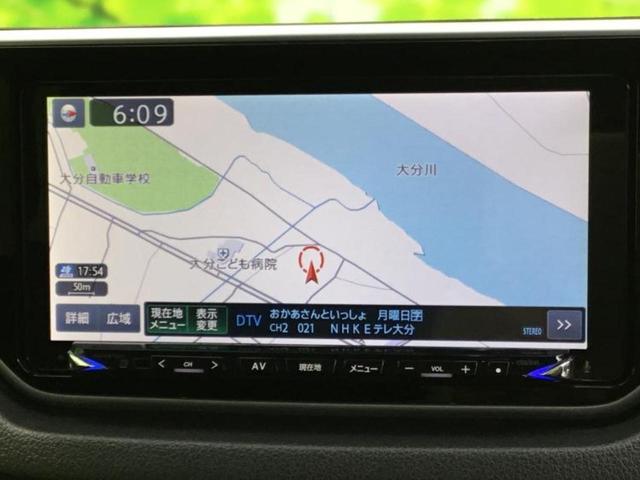 6:09
大分自動車学校
大分川
大分こども病院
17:54
50m
詳細 広域
現在地メニュー
表示変更
DTV
おかあさんといっしょ 月曜日🈑
CH2 021 NHKEテレ大分
STEREO
>>
< CH > AV 現在地 メニュー − VOL +